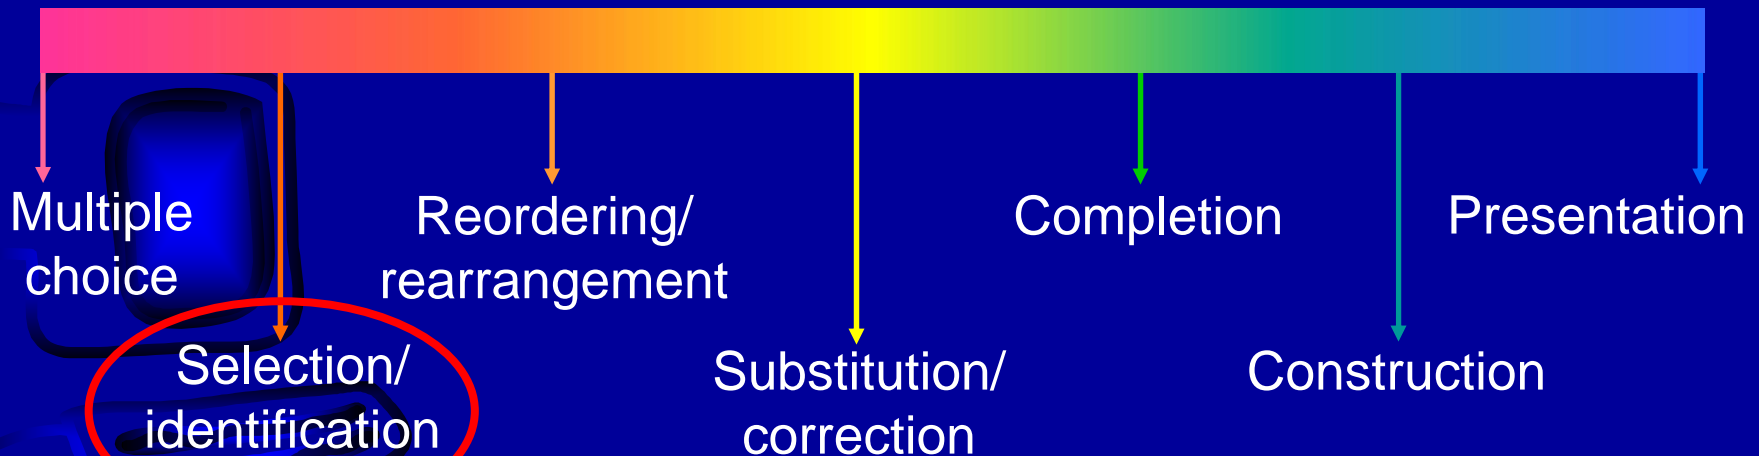 Multiple
choice
Selection/
identification
Reordering/
rearrangement
Substitution/
correction
Completion
Construction
Presentation